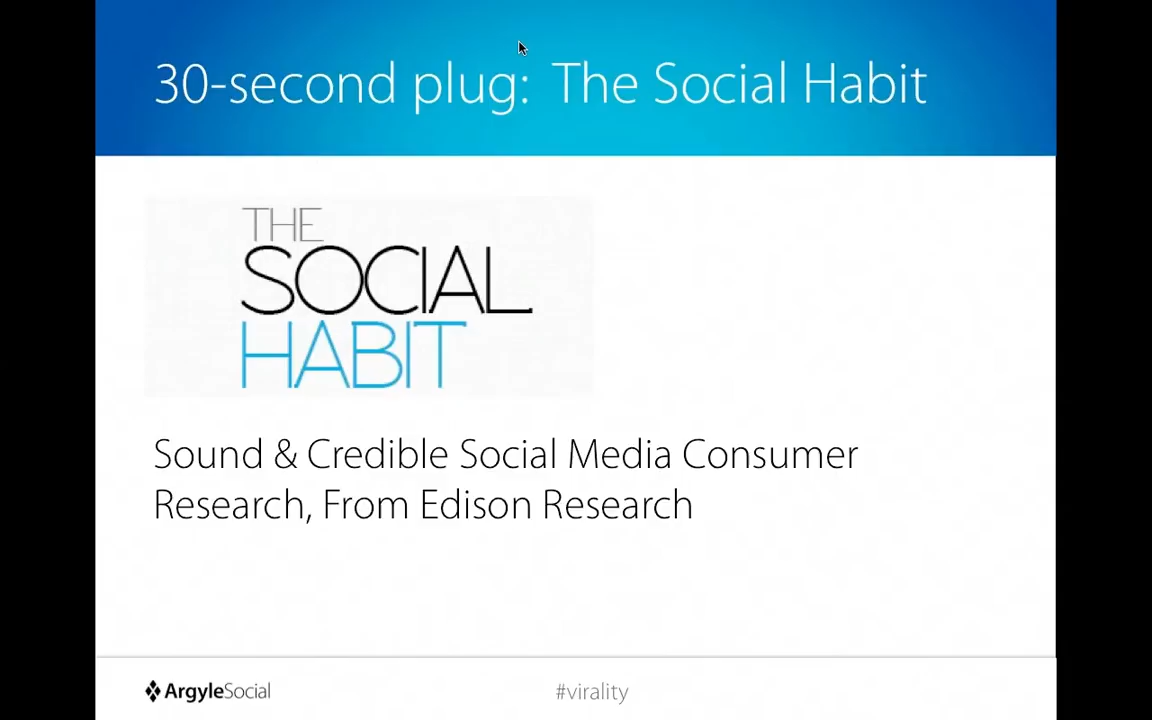 30-second plug: The Social Habit
THE
SOCIAL
HABIT
Sound & Credible Social Media Consumer
Research, From Edison Research
ArgyleSocial
#virality